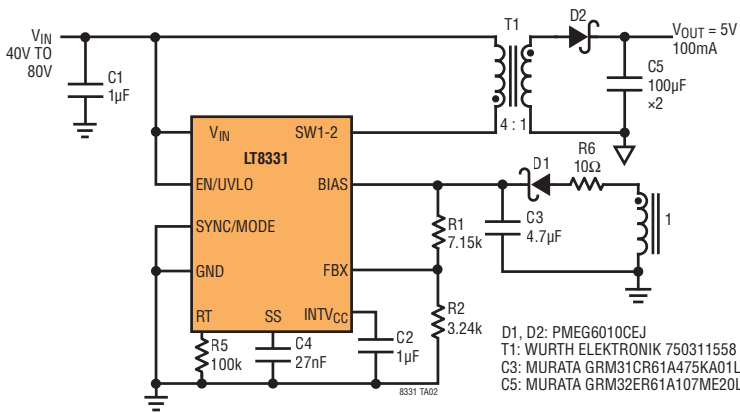 VIN
40V TO
80V
C1
1µF
T1
4 : 1
D2
VOUT = 5V
100mA
C5
100µF
×2
VIN
SW1-2
LT8331
EN/UVLO
BIAS
SYNC/MODE
GND
FBX
RT
SS
INTVCC
D1
R6
10Ω
1
R1
7.15k
C3
4.7µF
R2
3.24k
R5
100k
C4
27nF
C2
1µF
8331 TA02
D1, D2: PMEG6010CEJ
T1: WURTH ELEKTRONIK 750311558
C3: MURATA GRM31CR61A475KA01L
C5: MURATA GRM32ER61A107ME20L